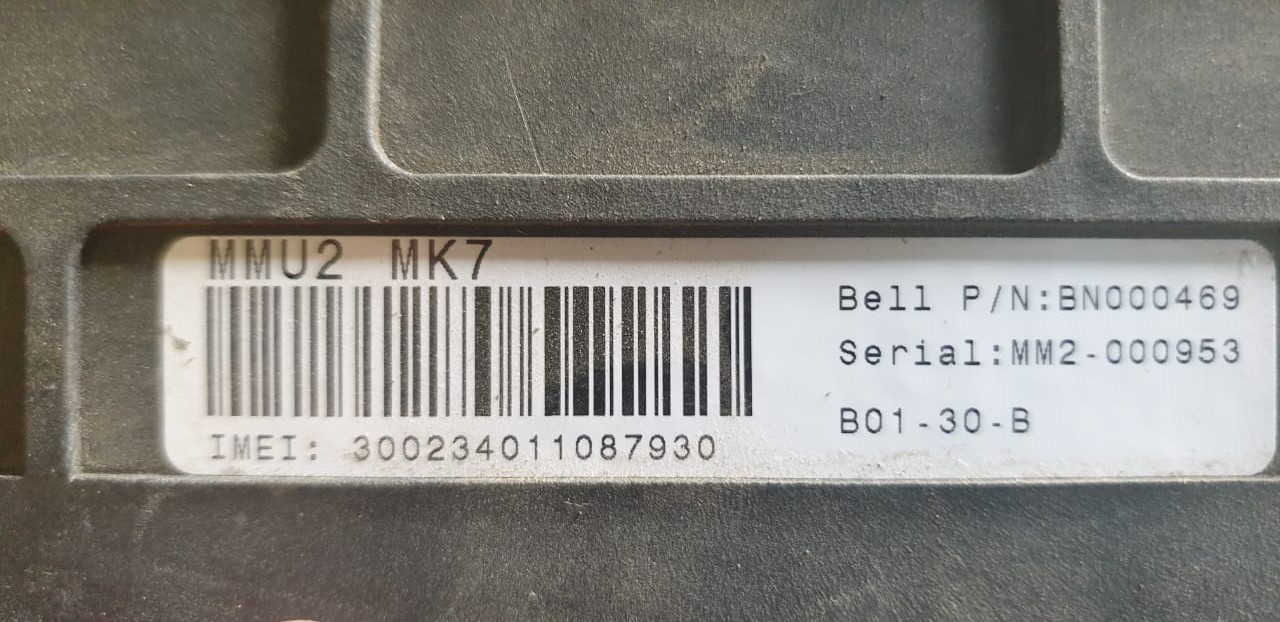 MMU2 MK7
IMEI: 300234011087930
Bell P/N:BN000469
Serial:MM2-000953
B01-30-B